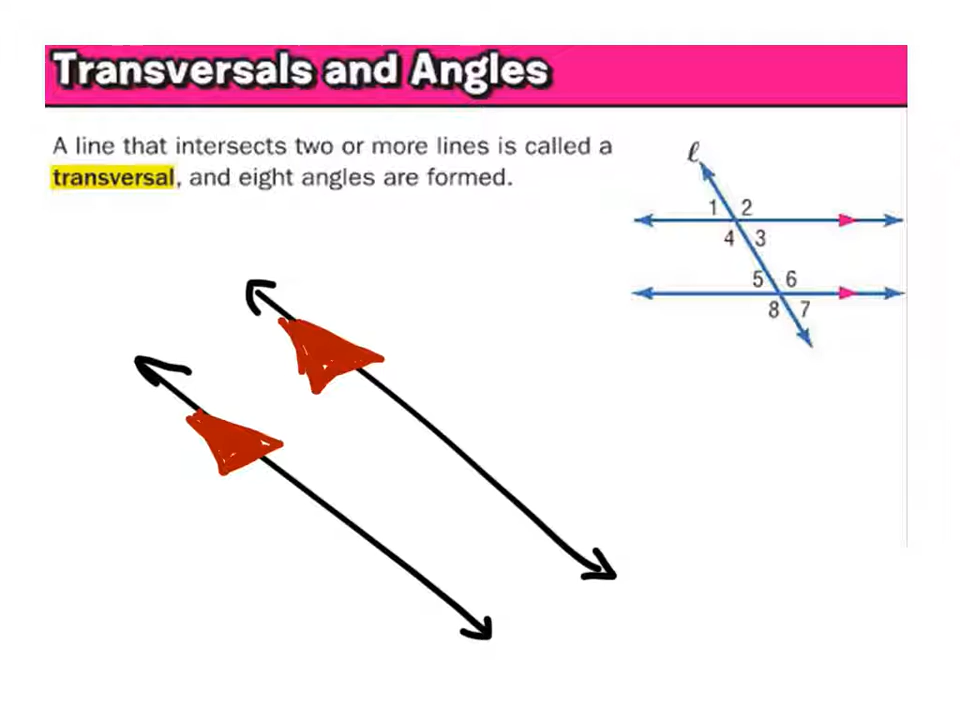 Transversals and Angles
A line that intersects two or more lines is called a
transversal, and eight angles are formed.
ℓ
1 2
4 3
5 6
8 7